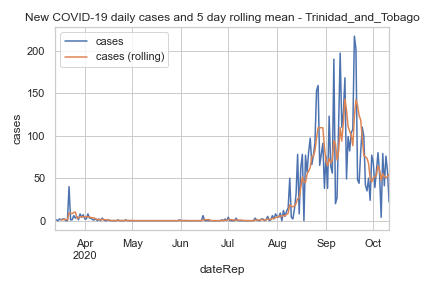 New COVID-19 daily cases and 5 day rolling mean - Trinidad_and_Tobago
cases
cases (rolling)
200
150
100
50
0
cases
Apr
2020
May
Jun
Jul
Aug
Sep
Oct
dateRep